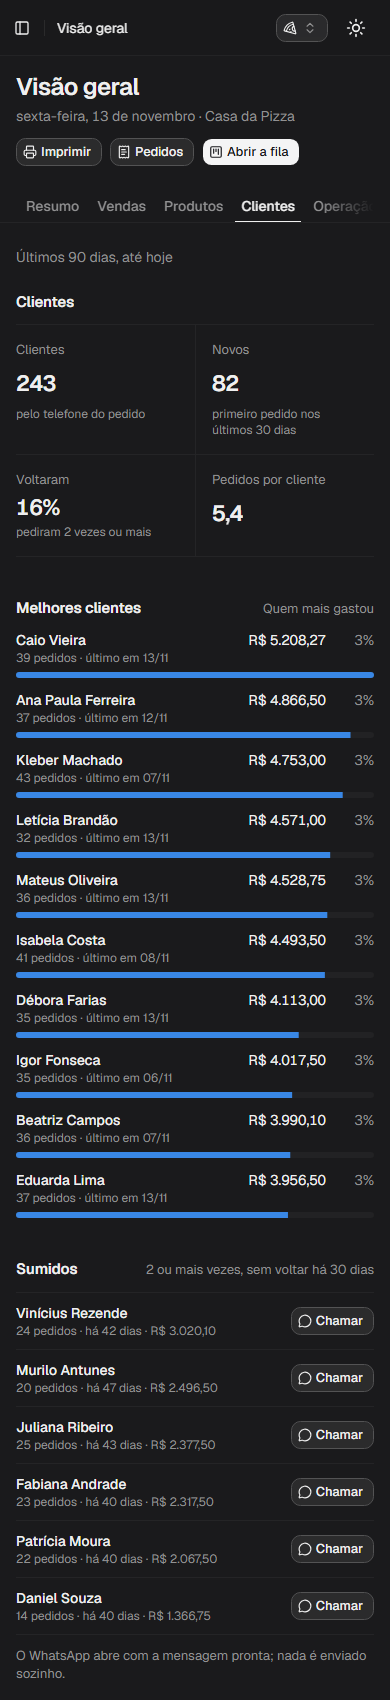 Visão geral
Visão geral
sexta-feira, 13 de novembro · Casa da Pizza
Imprimir
Pedidos
Abrir a fila
Resumo
Vendas
Produtos
Clientes
Últimos 90 dias, até hoje
Clientes
Clientes
243
pelo telefone do pedido
Novos
82
primeiro pedido nos
últimos 30 dias
Voltaram
16%
pediram 2 vezes ou mais
Pedidos por cliente
5,4
Melhores clientes
Quem mais gastou
Caio Vieira R$ 5.208,27 3%
39 pedidos · último em 13/11
Ana Paula Ferreira R$ 4.866,50 3%
37 pedidos · último em 12/11
Kleber Machado R$ 4.753,00 3%
43 pedidos · último em 07/11
Letícia Brandão R$ 4.571,00 3%
32 pedidos · último em 13/11
Mateus Oliveira R$ 4.528,75 3%
36 pedidos · último em 13/11
Isabela Costa R$ 4.493,50 3%
41 pedidos · último em 08/11
Débora Farias R$ 4.113,00 3%
35 pedidos · último em 13/11
Igor Fonseca R$ 4.017,50 3%
35 pedidos · último em 06/11
Beatriz Campos R$ 3.990,10 3%
36 pedidos · último em 07/11
Eduarda Lima R$ 3.956,50 3%
37 pedidos · último em 13/11
Sumidos
2 ou mais vezes, sem voltar há 30 dias
Vinícius Rezende
24 pedidos · há 42 dias · R$ 3.020,10
Chamar
Murilo Antunes
20 pedidos · há 47 dias · R$ 2.496,50
Chamar
Juliana Ribeiro
25 pedidos · há 43 dias · R$ 2.377,50
Chamar
Fabiana Andrade
23 pedidos · há 40 dias · R$ 2.317,50
Chamar
Patrícia Moura
22 pedidos · há 40 dias · R$ 2.067,50
Chamar
Daniel Souza
14 pedidos · há 40 dias · R$ 1.366,75
Chamar
O WhatsApp abre com a mensagem pronta; nada é enviado
sozinho.